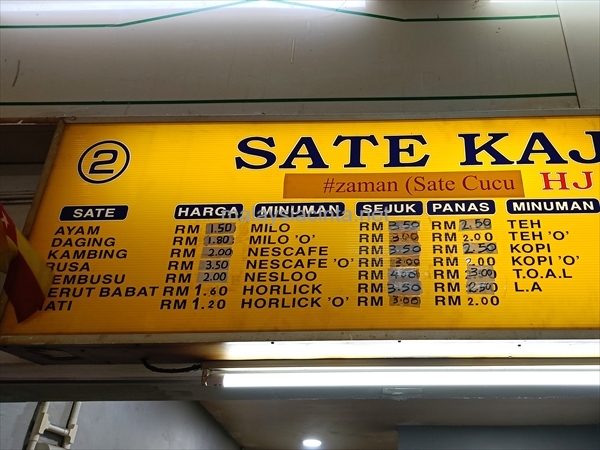 2
SATE KAJ
#zaman (Sate Cucu
HJ
SATE HARGA MINUMAN SEJUK PANAS MINUMAN
AYAM RM 1.50 MILO RM 3.50 RM 2.50 TEH
DAGING RM 1.80 MILO 'O' RM 3.00 RM 2.00 TEH 'O'
KAMBING RM 2.00 NESCAFE RM 3.50 RM 2.50 KOPI
RUSA RM 3.50 NESCAFE 'O' RM 3.00 RM 2.00 KOPI 'O'
EMBUSU RM 2.00 NESLOO RM RM 3.00 T.O.A.L
ERUT BABAT RM 1.60 HORLICK RM 3.50 RM 2.50 L.A
ATI RM 1.20 HORLICK 'O' RM 3.00 RM 2.00